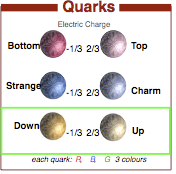 Quarks
Electric Charge
Bottom -1/3 2/3 Top
Strange -1/3 2/3 Charm
Down -1/3 2/3 Up
each quark: R, B, G 3 colours